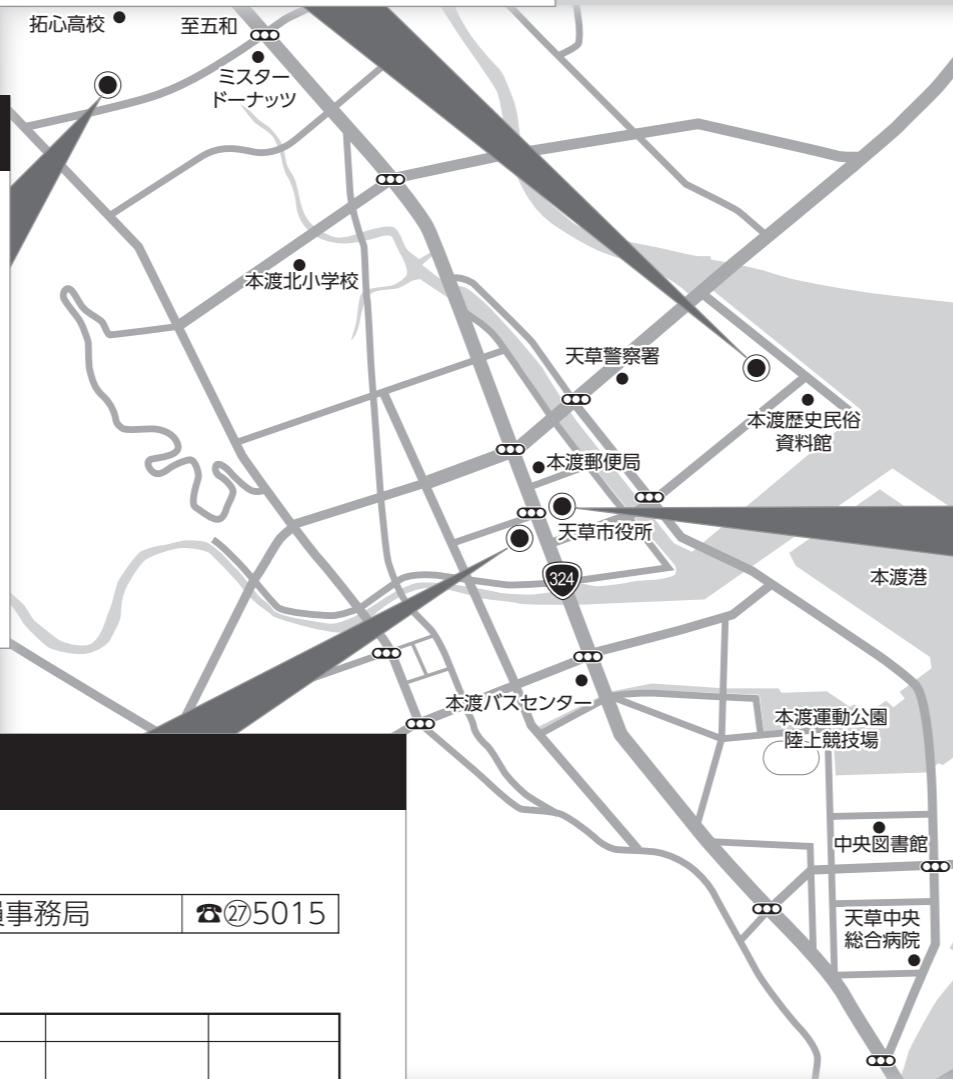 拓心高校
至五和
ミスター
ドーナッツ
本渡北小学校
天草警察署
本渡歴史民俗
資料館
本渡郵便局
天草市役所
324
本渡港
本渡バスセンター
本渡運動公園
陸上競技場
中央図書館
天草中央
総合病院
事務局
☎㉗5015